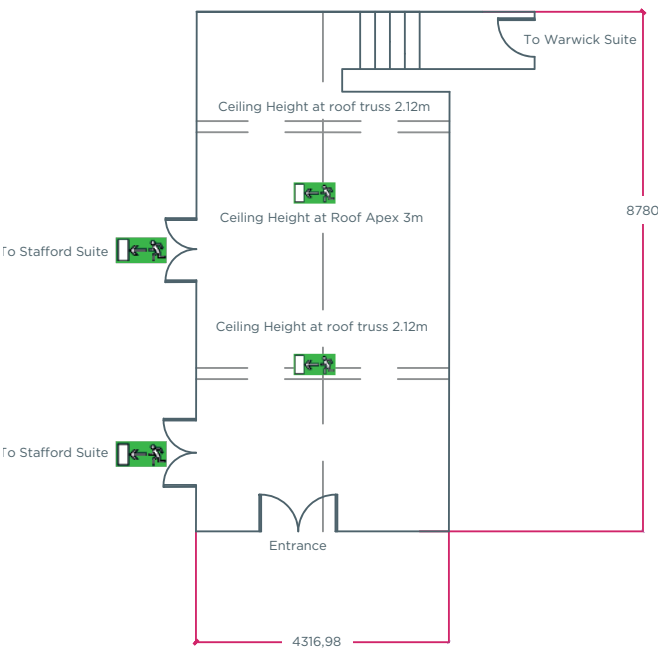 To Warwick Suite
Ceiling Height at roof truss 2.12m
Ceiling Height at Roof Apex 3m
8780
To Stafford Suite
Ceiling Height at roof truss 2.12m
To Stafford Suite
Entrance
4316,98